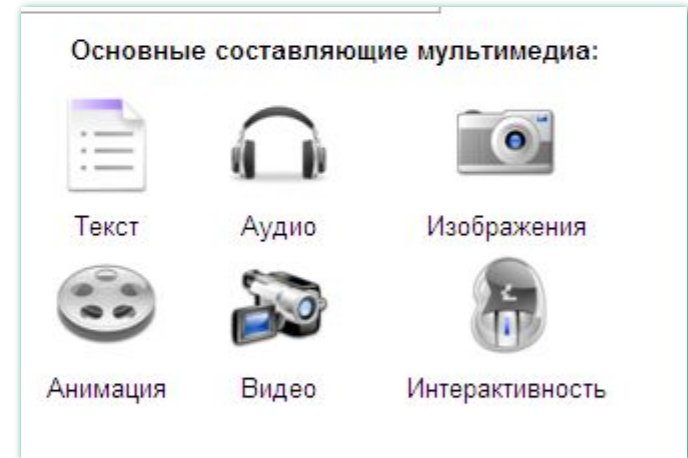 Основные составляющие мультимедиа:
Текст Аудио Изображения
Анимация Видео Интерактивность